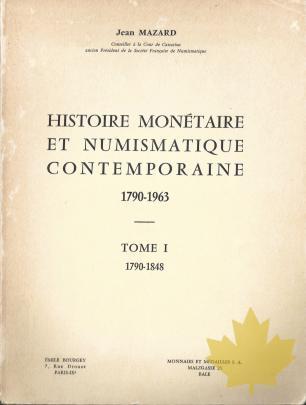 Jean MAZARD
Conseiller à la Cour de Cassation
ancien Président de la Société Française de Numismatique
HISTOIRE MONÉTAIRE
ET NUMISMATIQUE
CONTEMPORAINE
1790-1963
TOME I
1790-1848
ÉMILE BOURGEY
7, Rue Drouot
PARIS-IXe
MONNAIES ET MÉDAILLES S. A.
MALZGASSE 25
BALE